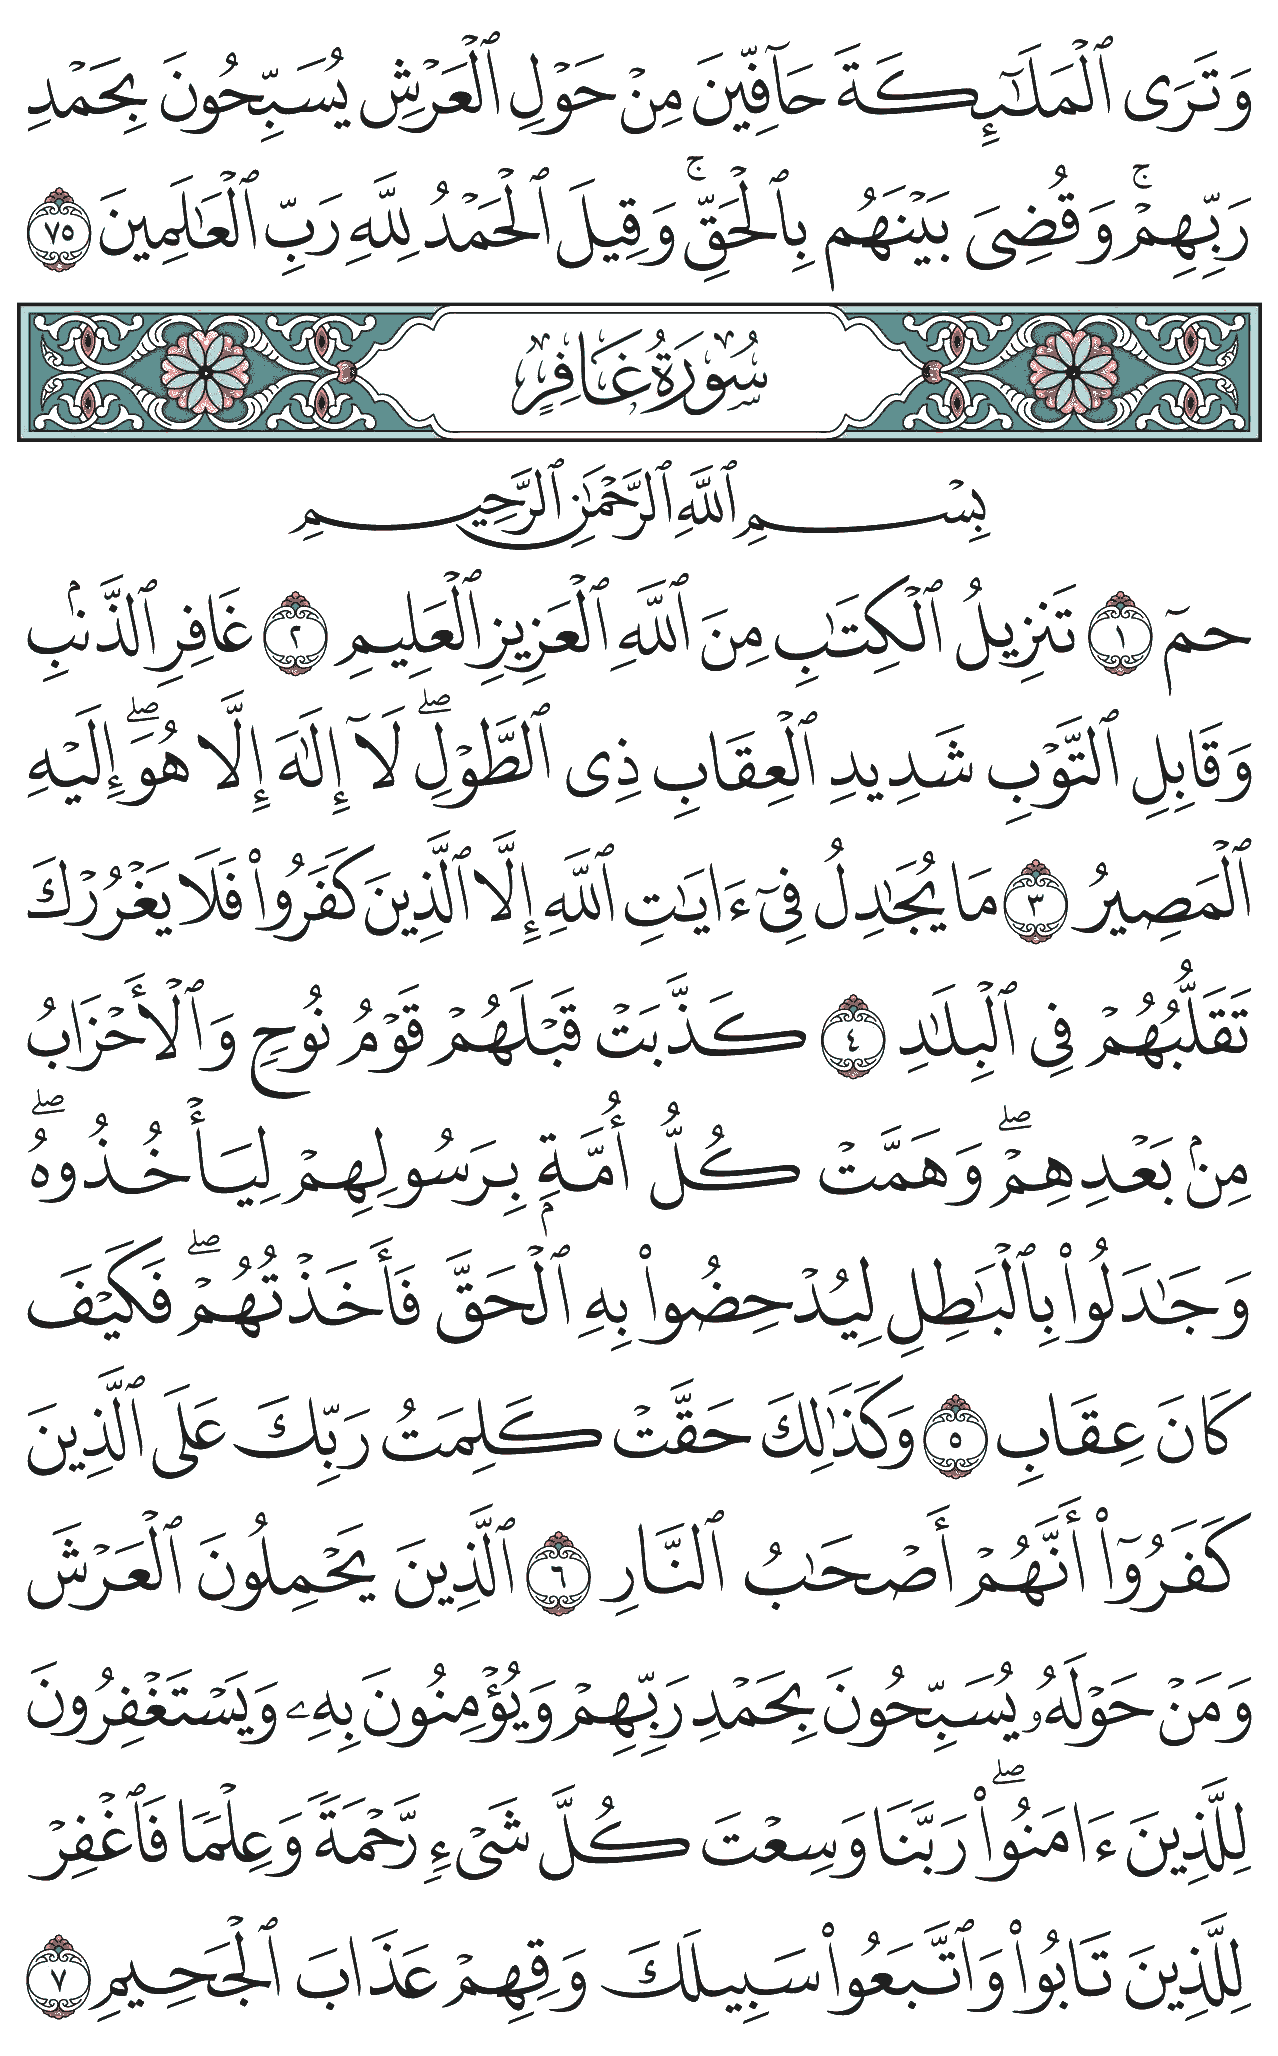 وَتَرَى ٱلْمَلَـٰٓئِكَةَ حَآفِّينَ مِنْ حَوْلِ ٱلْعَرْشِ يُسَبِّحُونَ بِحَمْدِ
رَبِّهِمْۚ وَقُضِىَ بَيْنَهُم بِٱلْحَقِّۚ وَقِيلَ ٱلْحَمْدُ لِلَّهِ رَبِّ ٱلْعَـٰلَمِينَ ٧٥
سُورَةُ غَافِرٍ
بِسْمِ ٱللَّهِ ٱلرَّحْمَـٰنِ ٱلرَّحِيمِ
حمٓ ١ تَنزِيلُ ٱلْكِتَـٰبِ مِنَ ٱللَّهِ ٱلْعَزِيزِ ٱلْعَلِيمِ ٢ غَافِرِ ٱلذَّنۢبِ
وَقَابِلِ ٱلتَّوْبِ شَدِيدِ ٱلْعِقَابِ ذِى ٱلطَّوْلِۖ لَآ إِلَـٰهَ إِلَّا هُوَۖ إِلَيْهِ
ٱلْمَصِيرُ ٣ مَا يُجَـٰدِلُ فِىٓ ءَايَـٰتِ ٱللَّهِ إِلَّا ٱلَّذِينَ كَفَرُوا۟ فَلَا يَغْرُرْكَ
تَقَلُّبُهُمْ فِى ٱلْبِلَـٰدِ ٤ كَذَّبَتْ قَبْلَهُمْ قَوْمُ نُوحٍ وَٱلْأَحْزَابُ
مِنۢ بَعْدِهِمْۖ وَهَمَّتْ كُلُّ أُمَّةٍۭ بِرَسُولِهِمْ لِيَأْخُذُوهُۖ
وَجَـٰدَلُوا۟ بِٱلْبَـٰطِلِ لِيُدْحِضُوا۟ بِهِ ٱلْحَقَّ فَأَخَذْتُهُمْۖ فَكَيْفَ
كَانَ عِقَابِ ٥ وَكَذَٰلِكَ حَقَّتْ كَلِمَتُ رَبِّكَ عَلَى ٱلَّذِينَ
كَفَرُوٓا۟ أَنَّهُمْ أَصْحَـٰبُ ٱلنَّارِ ٦ ٱلَّذِينَ يَحْمِلُونَ ٱلْعَرْشَ
وَمَنْ حَوْلَهُۥ يُسَبِّحُونَ بِحَمْدِ رَبِّهِمْ وَيُؤْمِنُونَ بِهِۦ وَيَسْتَغْفِرُونَ
لِلَّذِينَ ءَامَنُوا۟ۖ رَبَّنَا وَسِعْتَ كُلَّ شَىْءٍ رَّحْمَةً وَعِلْمًا فَٱغْفِرْ
لِلَّذِينَ تَابُوا۟ وَٱتَّبَعُوا۟ سَبِيلَكَ وَقِهِمْ عَذَابَ ٱلْجَحِيمِ ٧